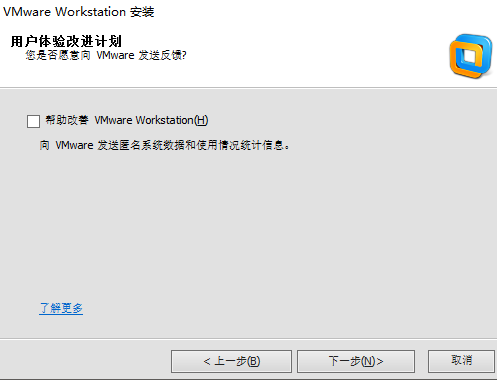 VMware Workstation 安装
用户体验改进计划
您是否愿意向 VMware 发送反馈?
帮助改善 VMware Workstation(H)
向 VMware 发送匿名系统数据和使用情况统计信息。
了解更多
< 上一步(B)
下一步(N)>
取消